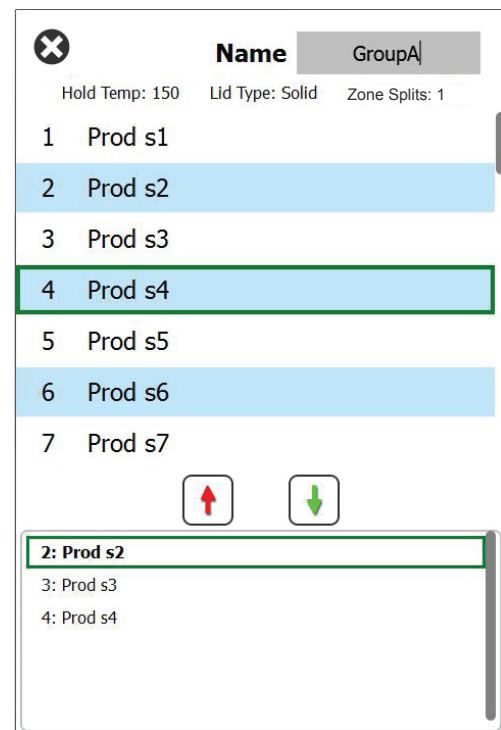 Name GroupA
Hold Temp: 150 Lid Type: Solid Zone Splits: 1
1 Prod s1
2 Prod s2
3 Prod s3
4 Prod s4
5 Prod s5
6 Prod s6
7 Prod s7
2: Prod s2
3: Prod s3
4: Prod s4